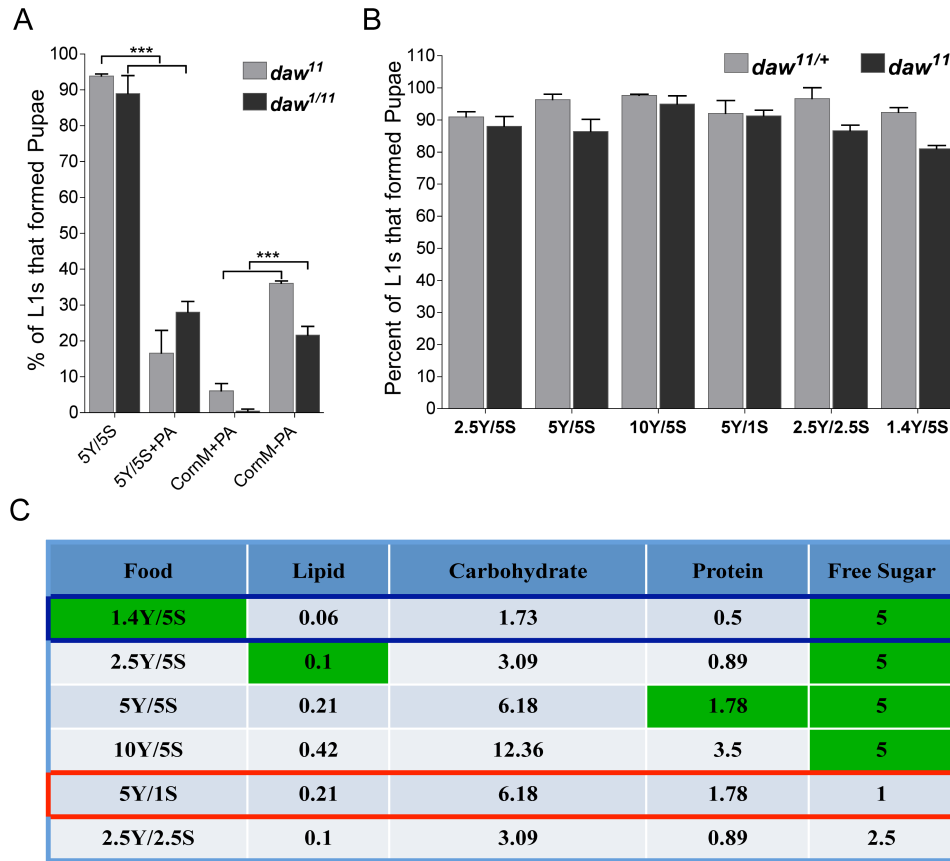 A
% of L1s that formed Pupae
100
90
80
70
60
50
40
30
20
10
0
***
***
daw11
daw1/11
5Y/5S
5Y/5S+PA
CornM+PA
CornM-PA
B
Percent of L1s that formed Pupae
110
100
90
80
70
60
50
40
30
20
10
0
daw11/+ daw11
2.5Y/5S 5Y/5S 10Y/5S 5Y/1S 2.5Y/2.5S 1.4Y/5S
C
Food Lipid Carbohydrate Protein Free Sugar
1.4Y/5S 0.06 1.73 0.5 5
2.5Y/5S 0.1 3.09 0.89 5
5Y/5S 0.21 6.18 1.78 5
10Y/5S 0.42 12.36 3.5 5
5Y/1S 0.21 6.18 1.78 1
2.5Y/2.5S 0.1 3.09 0.89 2.5